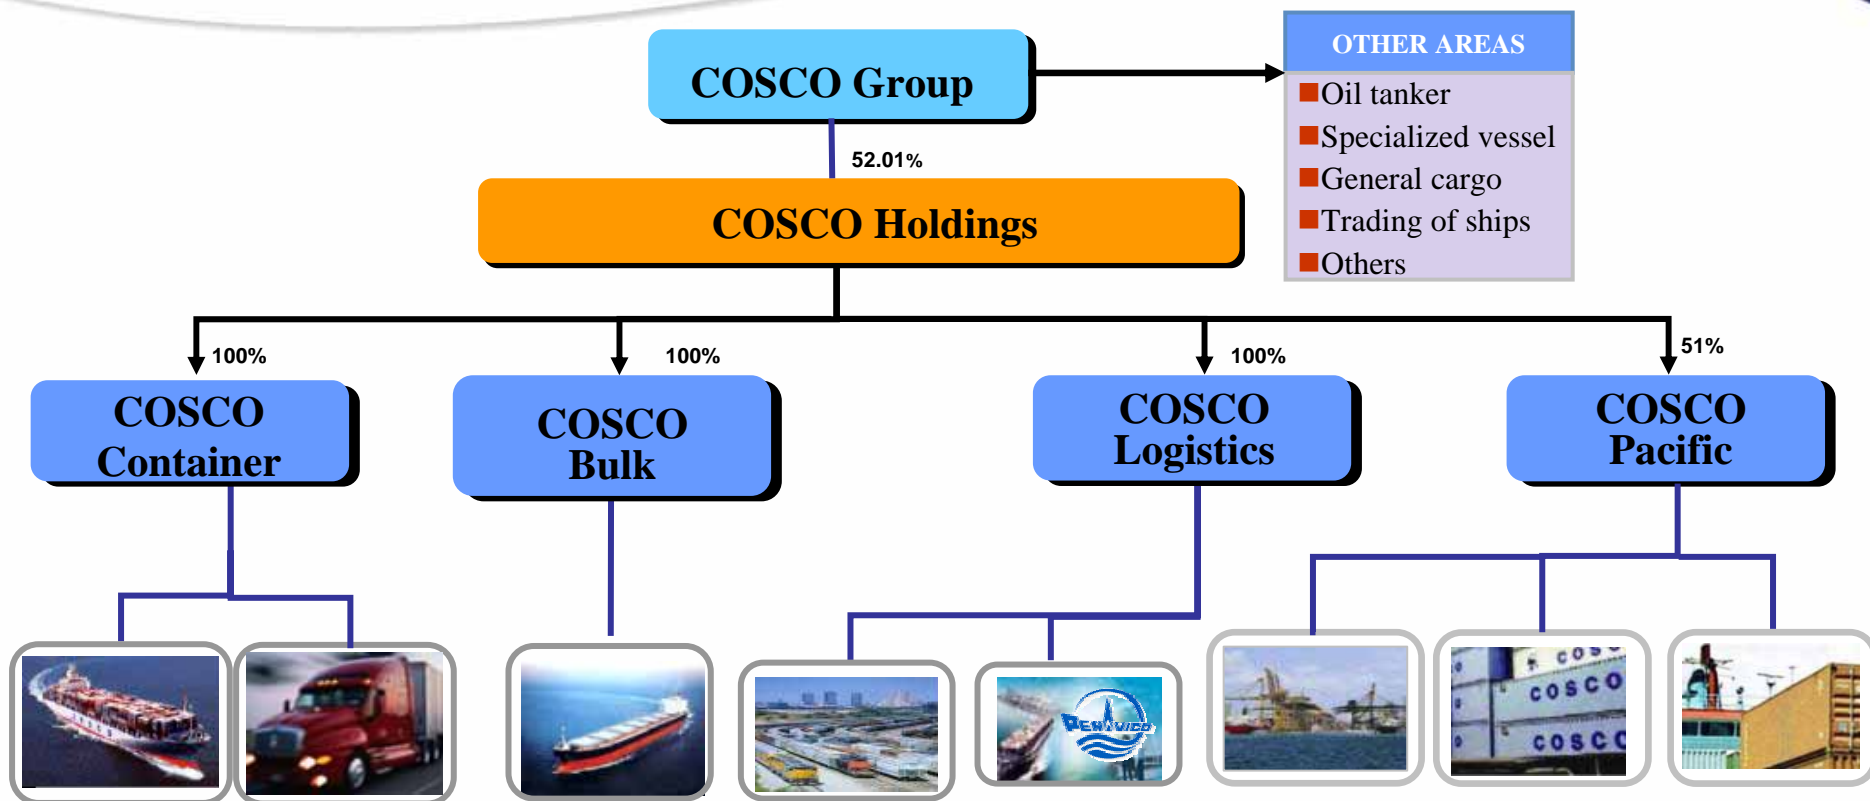 COSCO Group
OTHER AREAS
Oil tanker
Specialized vessel
General cargo
Trading of ships
Others
52.01%
COSCO Holdings
100%
100%
100%
51%
COSCO
Container
COSCO
Bulk
COSCO
Logistics
COSCO
Pacific
PENAVICO
COSCO
COSCO